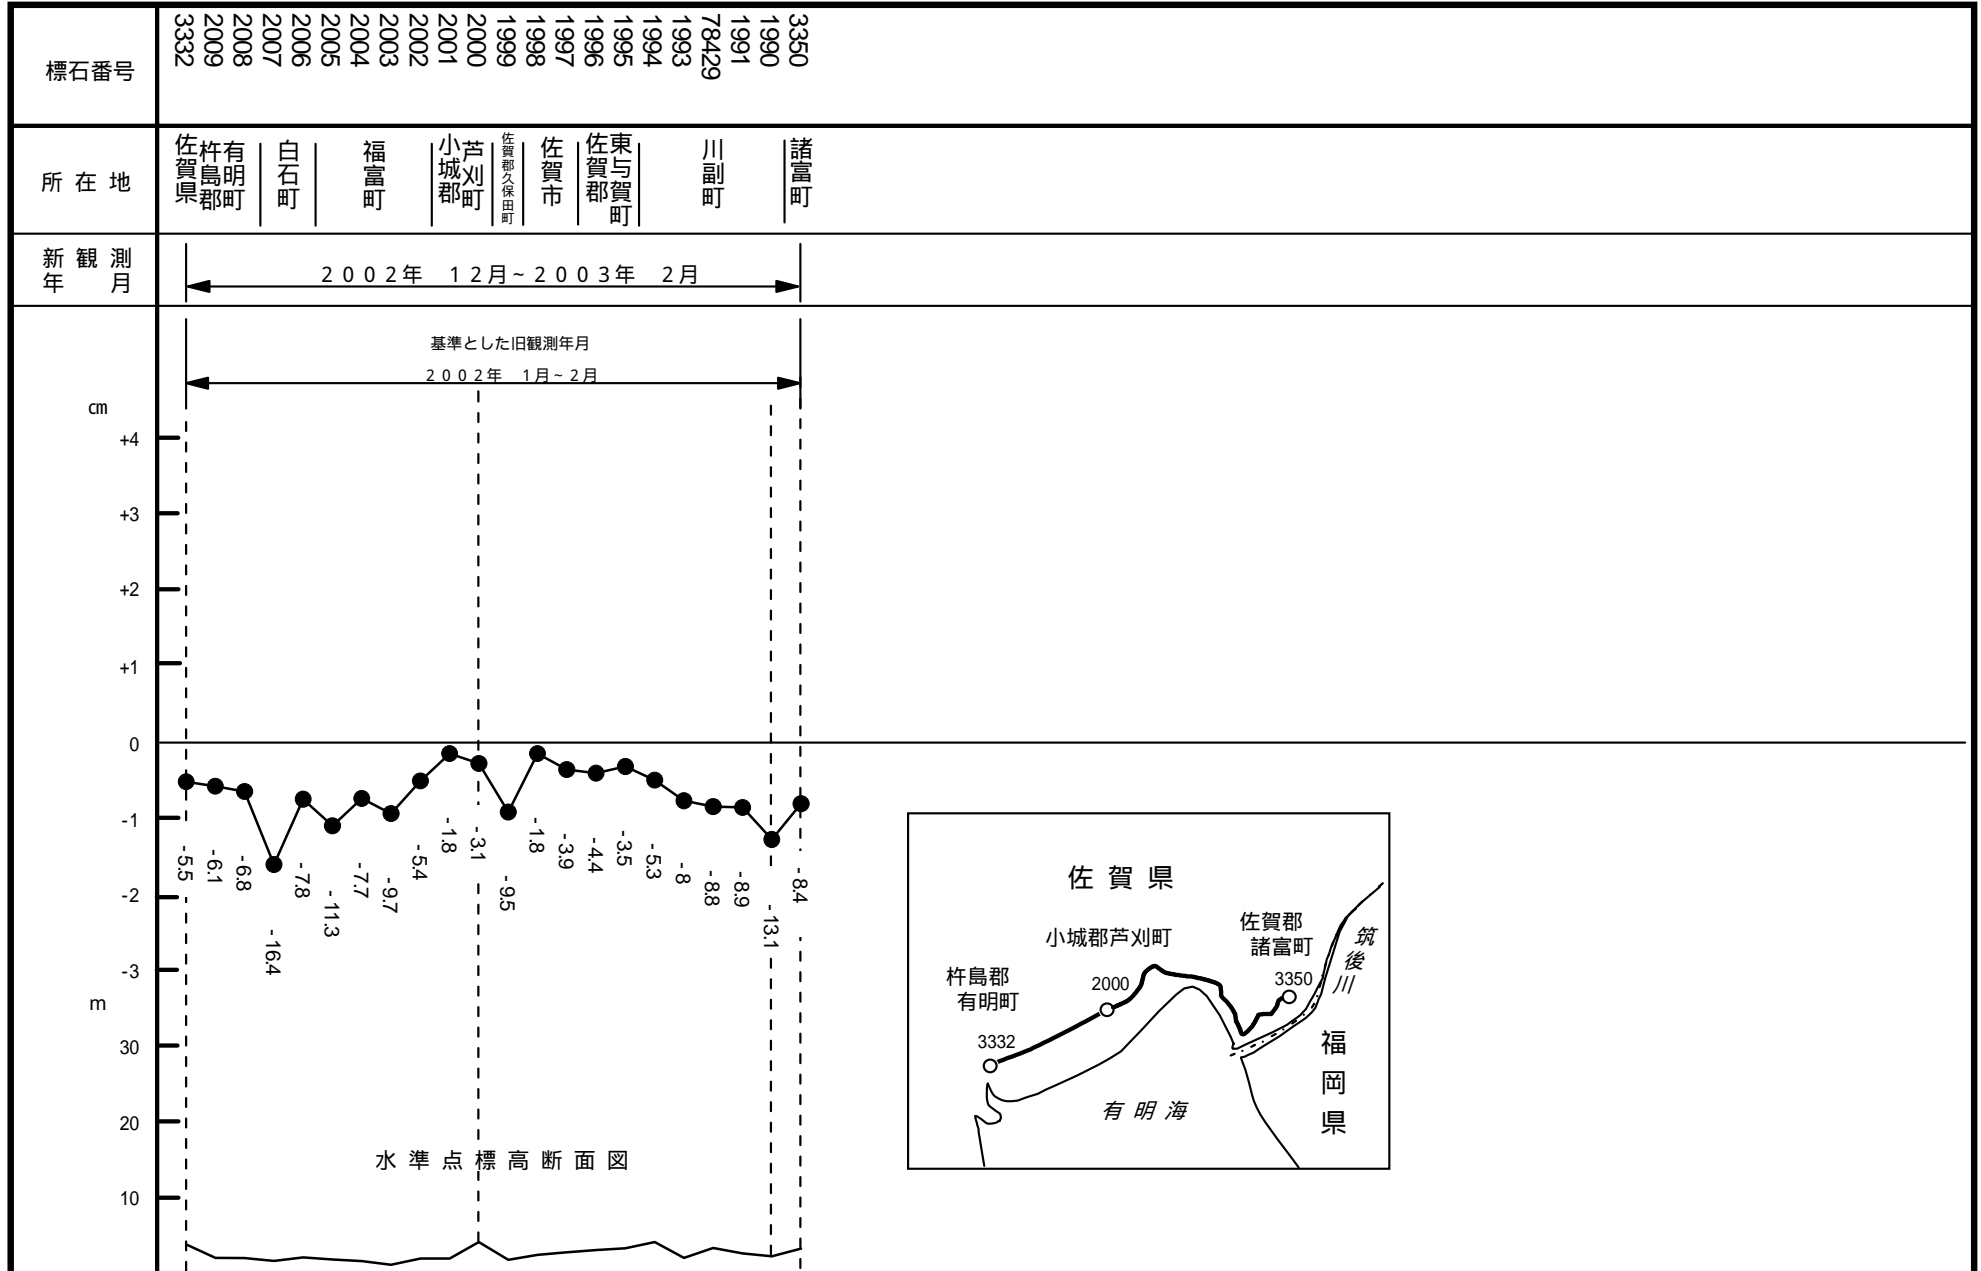 標石番号
3332
2009
2008
2007
2006
2005
2004
2003
2002
2001
2000
1999
1998
1997
1996
1995
1994
1993
78429
1991
1990
3350
所在地
佐賀県
杵島郡
有明町
白石町
福富町
小城郡
芦刈町
佐賀郡久保田町
佐賀市
佐賀郡
東与賀町
川副町
諸富町
新観測
年 月
2002年 12月~2003年 2月
基準とした旧観測年月
2002年 1月~2月
cm
+4
+3
+2
+1
0
-1
-2
-3
-5.5
-6.1
-6.8
-16.4
-7.8
-11.3
-7.7
-9.7
-5.4
-1.8
-3.1
-9.5
-1.8
-3.9
-4.4
-3.5
-5.3
-8
-8.8
-8.9
-13.1
-8.4
m
30
20
10
水準点標高断面図
佐賀県
小城郡芦刈町
佐賀郡
諸富町
筑後川
杵島郡
有明町
2000
3350
3332
福岡県
有明海